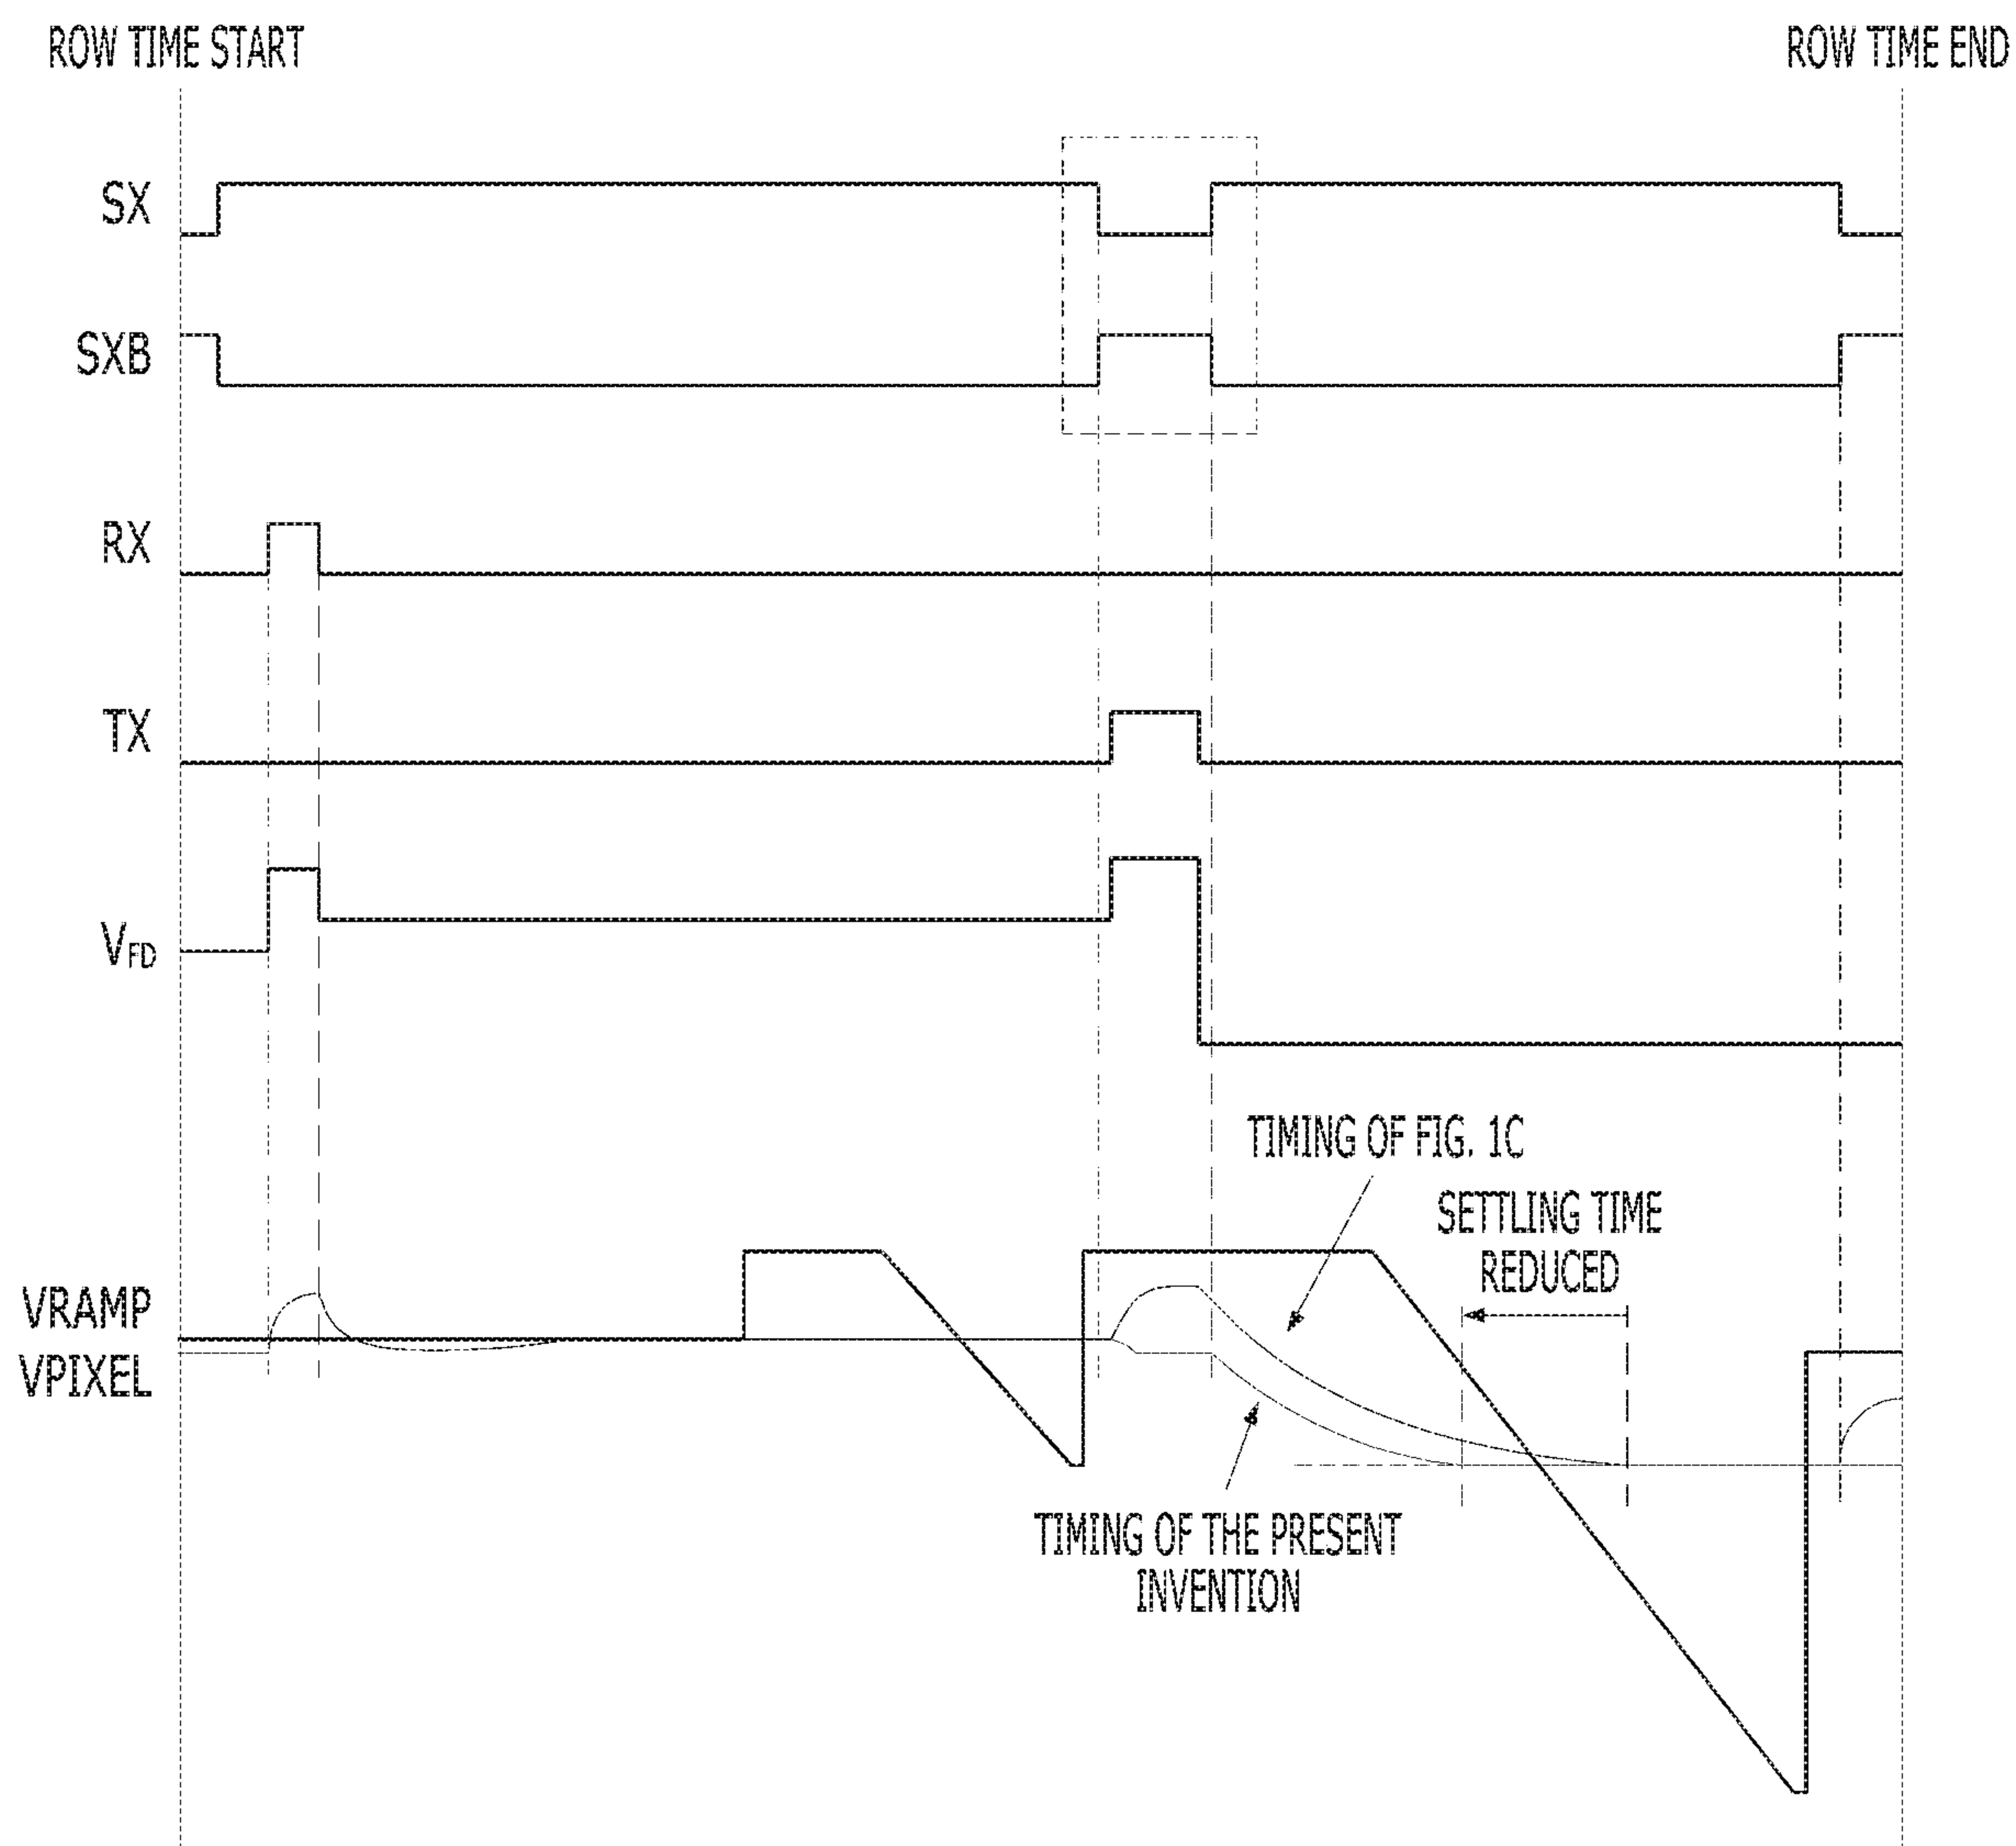 ROW TIME START
ROW TIME END
SX
SXB
RX
TX
VFD
TIMING OF FIG. 1C
SETTLING TIME
REDUCED
VRAMP
VPIXEL
TIMING OF THE PRESENT
INVENTION